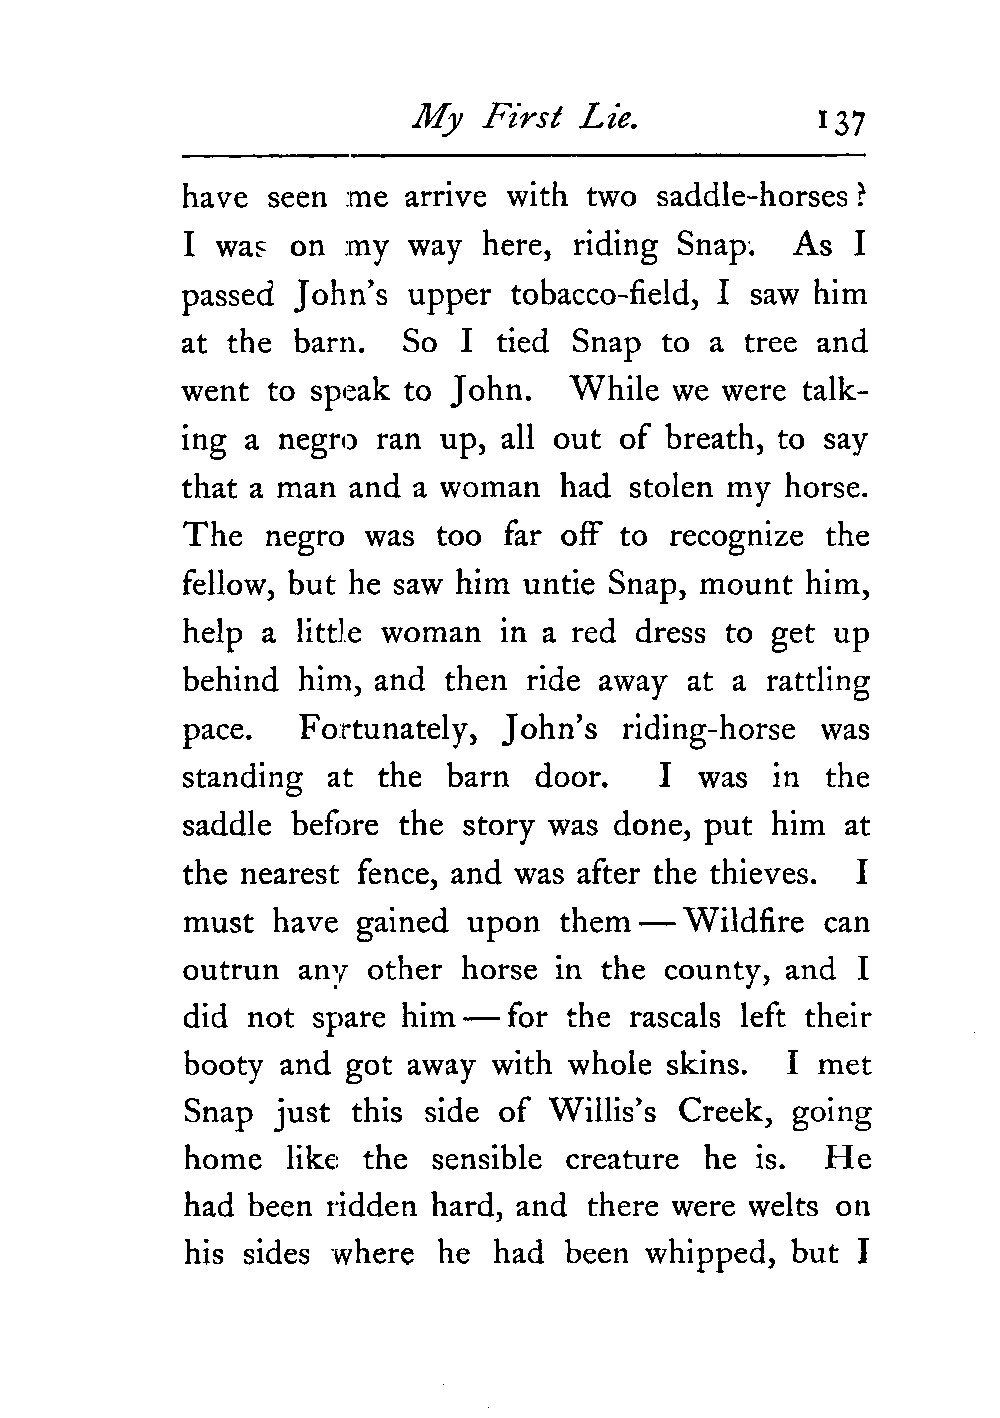 My First Lie. 137
have seen me arrive with two saddle-horses?
I was on my way here, riding Snap. As I
passed John's upper tobacco-field, I saw him
at the barn. So I tied Snap to a tree and
went to speak to John. While we were talk-
ing a negro ran up, all out of breath, to say
that a man and a woman had stolen my horse.
The negro was too far off to recognize the
fellow, but he saw him untie Snap, mount him,
help a little woman in a red dress to get up
behind him, and then ride away at a rattling
pace. Fortunately, John's riding-horse was
standing at the barn door. I was in the
saddle before the story was done, put him at
the nearest fence, and was after the thieves. I
must have gained upon them — Wildfire can
outrun any other horse in the county, and I
did not spare him — for the rascals left their
booty and got away with whole skins. I met
Snap just this side of Willis's Creek, going
home like the sensible creature he is. He
had been ridden hard, and there were welts on
his sides where he had been whipped, but I